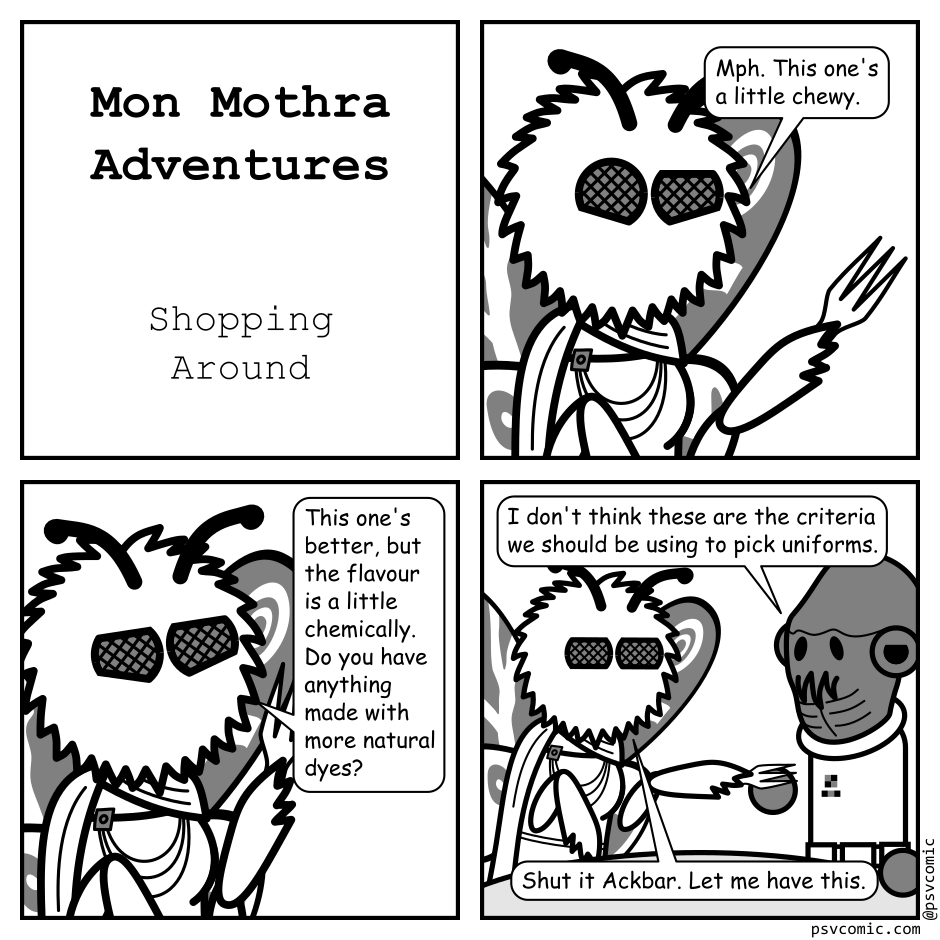 Mon Mothra
Adventures
Shopping
Around
Mph. This one's
a little chewy.
This one's
better, but
the flavour
is a little
chemically.
Do you have
anything
made with
more natural
dyes?
I don't think these are the criteria
we should be using to pick uniforms.
Shut it Ackbar. Let me have this.
@psvcomic
psvcomic.com